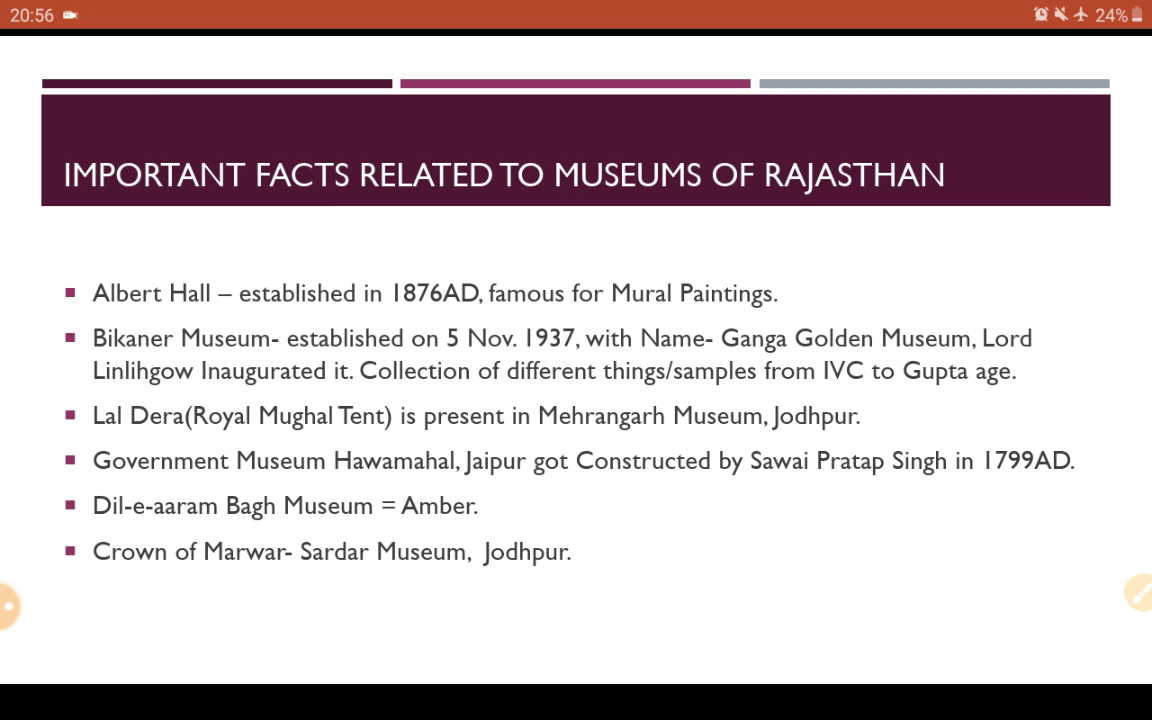 20:56
24%
IMPORTANT FACTS RELATED TO MUSEUMS OF RAJASTHAN
Albert Hall – established in 1876AD, famous for Mural Paintings.
Bikaner Museum- established on 5 Nov. 1937, with Name- Ganga Golden Museum, Lord
Linlihgow Inaugurated it. Collection of different things/samples from IVC to Gupta age.
Lal Dera(Royal Mughal Tent) is present in Mehrangarh Museum, Jodhpur.
Government Museum Hawamahal, Jaipur got Constructed by Sawai Pratap Singh in 1799AD.
Dil-e-aaram Bagh Museum = Amber.
Crown of Marwar- Sardar Museum, Jodhpur.